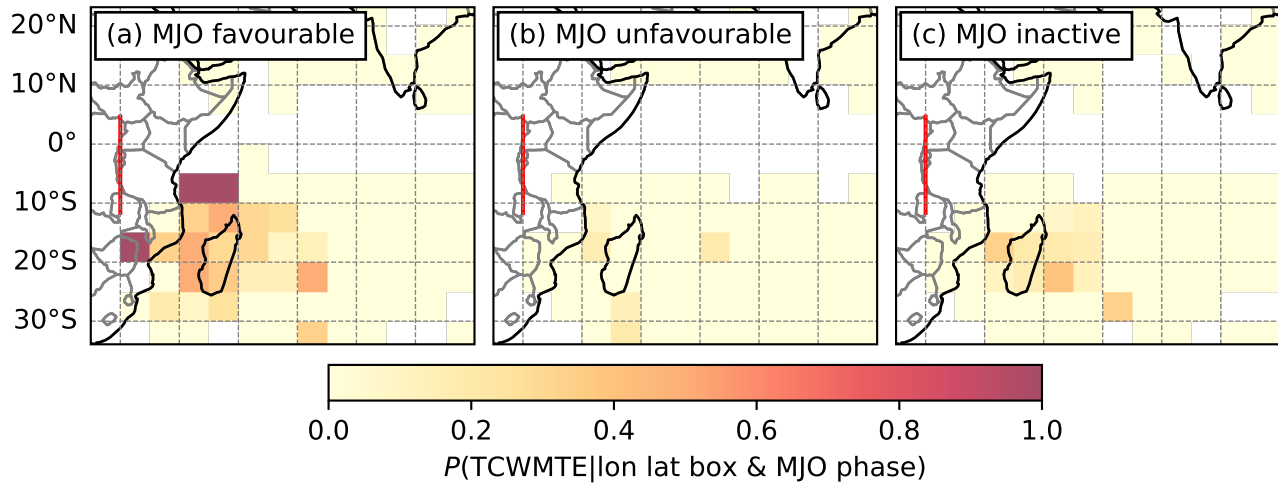 (a) MJO favourable
(b) MJO unfavourable
(c) MJO inactive
20°N
10°N
0°
10°S
20°S
30°S
0.0 0.2 0.4 0.6 0.8 1.0
P(TCWMTE|lon lat box & MJO phase)